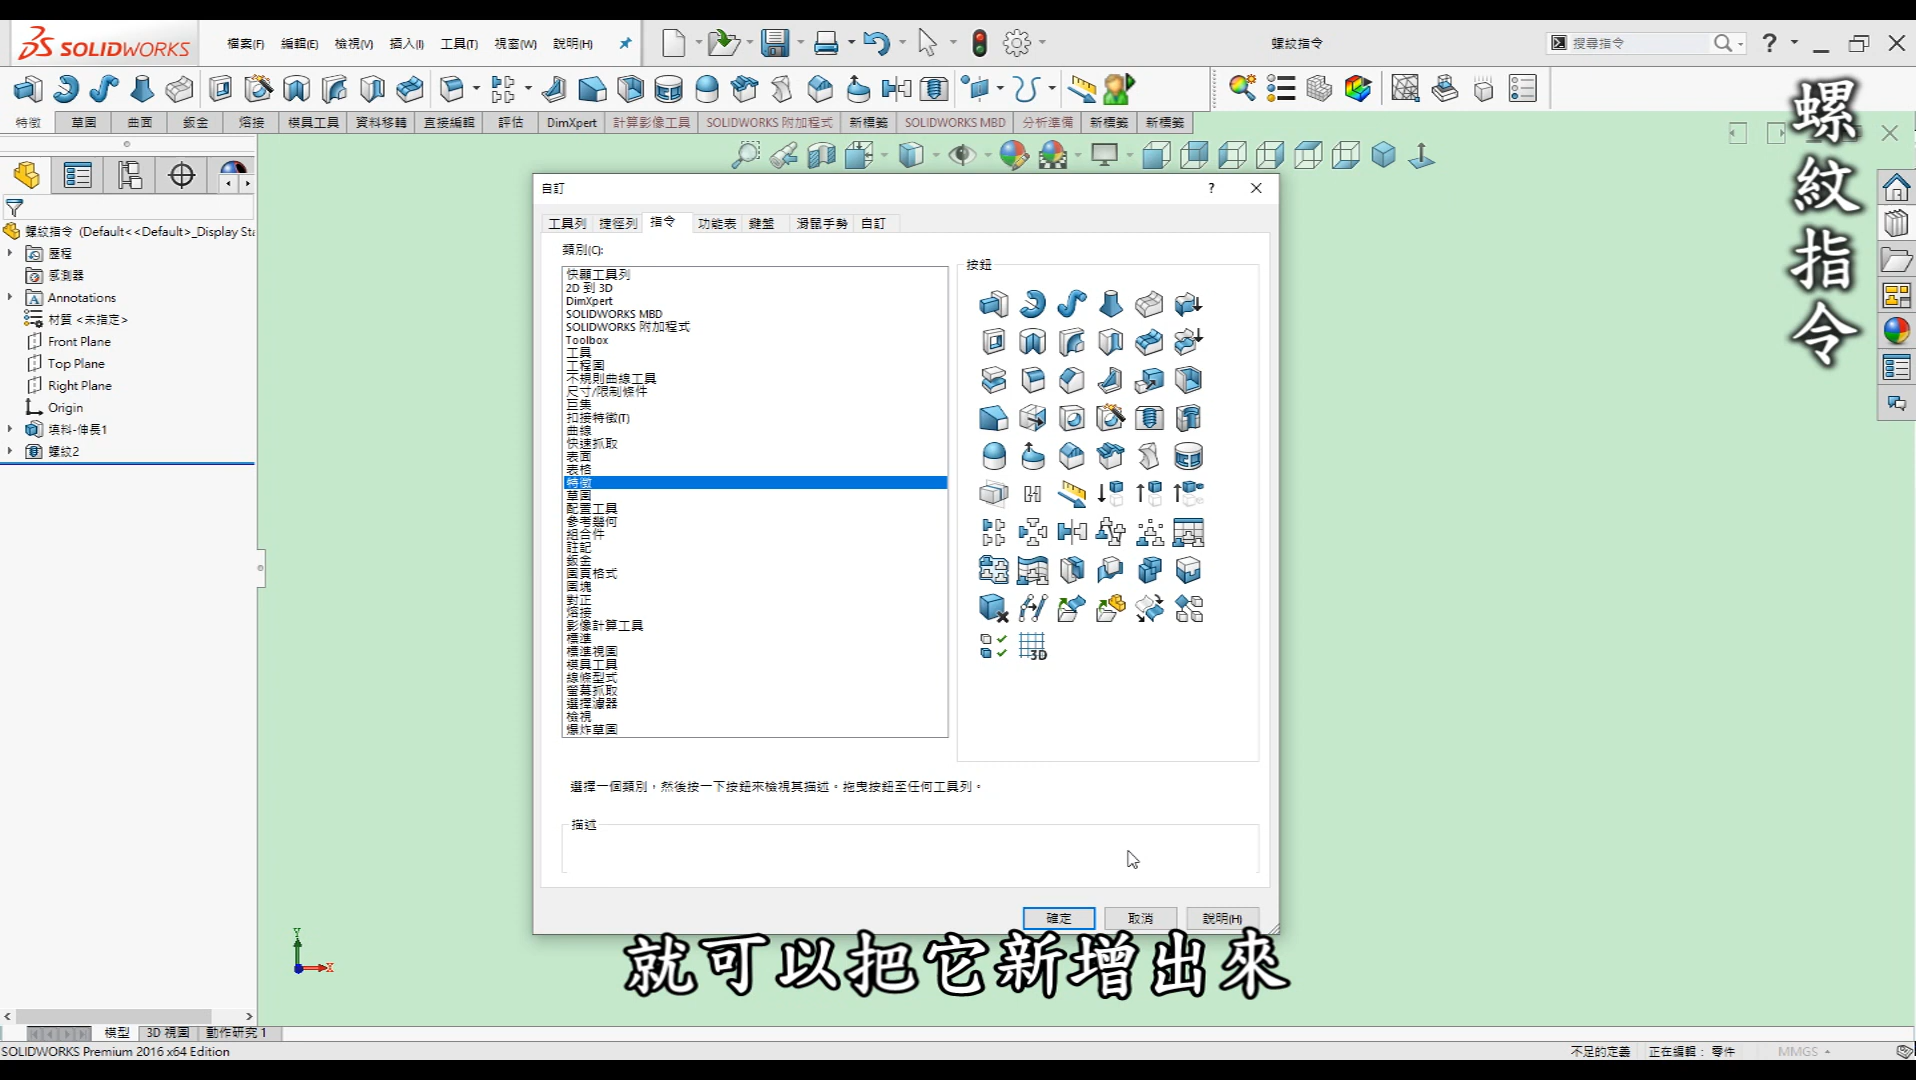 SOLIDWORKS
檔案(F) 編輯(E) 檢視(V) 插入(I) 工具(T) 視窗(W) 說明(H)
螺紋指令
搜尋指令
特徵 草圖 曲面 鈑金 熔接 模具工具 資料移轉 直接編輯 評估 DimXpert 計算影像工具 SOLIDWORKS 附加程式 新標籤 SOLIDWORKS MBD 分析準備 新標籤 新標籤
螺紋指令
螺紋指令 (Default<<Default>_Display Sta
歷程
感測器
Annotations
材質 <未指定>
Front Plane
Top Plane
Right Plane
Origin
填料-伸長1
螺紋2
自訂
工具列 捷徑列 指令 功能表 鍵盤 滑鼠手勢 自訂
類別(C):
快顯工具列
2D 到 3D
DimXpert
SOLIDWORKS MBD
SOLIDWORKS 附加程式
Toolbox
工具
工程圖
不規則曲線工具
尺寸/限制條件
巨集
扣接特徵(T)
曲線
快速抓取
表面
表格
特徵
草圖
配置工具
參考幾何
組合件
註記
鈑金
圖頁格式
圖塊
對正
熔接
影像計算工具
標準
標準視圖
模具工具
線條型式
螢幕抓取
選擇濾器
檢視
爆炸草圖
按鈕
3D
選擇一個類別，然後按一下按鈕來檢視其描述。拖曳按鈕至任何工具列。
描述
確定 取消 說明(H)
就可以把它新增出來
Y
X
模型 3D 視圖 動作研究 1
SOLIDWORKS Premium 2016 x64 Edition
不足的定義 正在編輯： 零件 MMGS